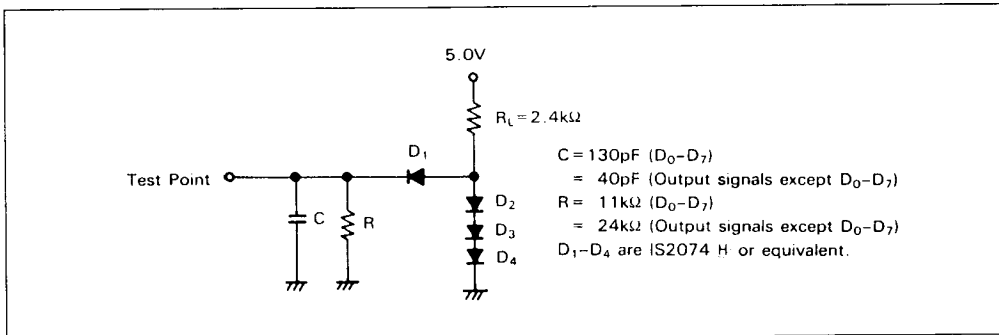 5.0V
R_L=2.4kΩ
D₁
C=130pF (D₀-D₇)
Test Point
= 40pF (Output signals except D₀-D₇)
C
R
D₂
R= 11kΩ (D₀-D₇)
D₃
= 24kΩ (Output signals except D₀-D₇)
D₄
D₁-D₄ are IS2074 H or equivalent.